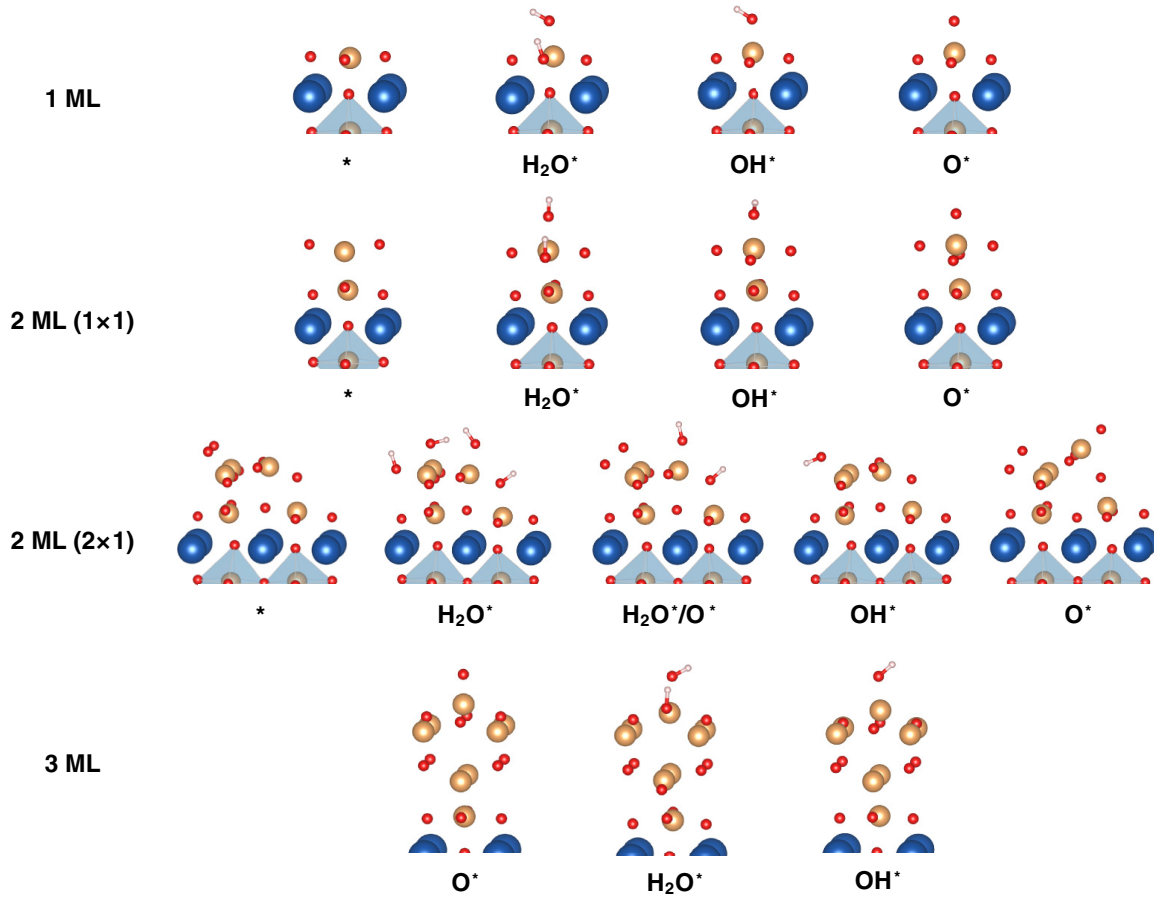 1 ML
* H₂O* OH* O*
2 ML (1×1)
* H₂O* OH* O*
2 ML (2×1)
* H₂O* H₂O*/O* OH* O*
3 ML
O* H₂O* OH*